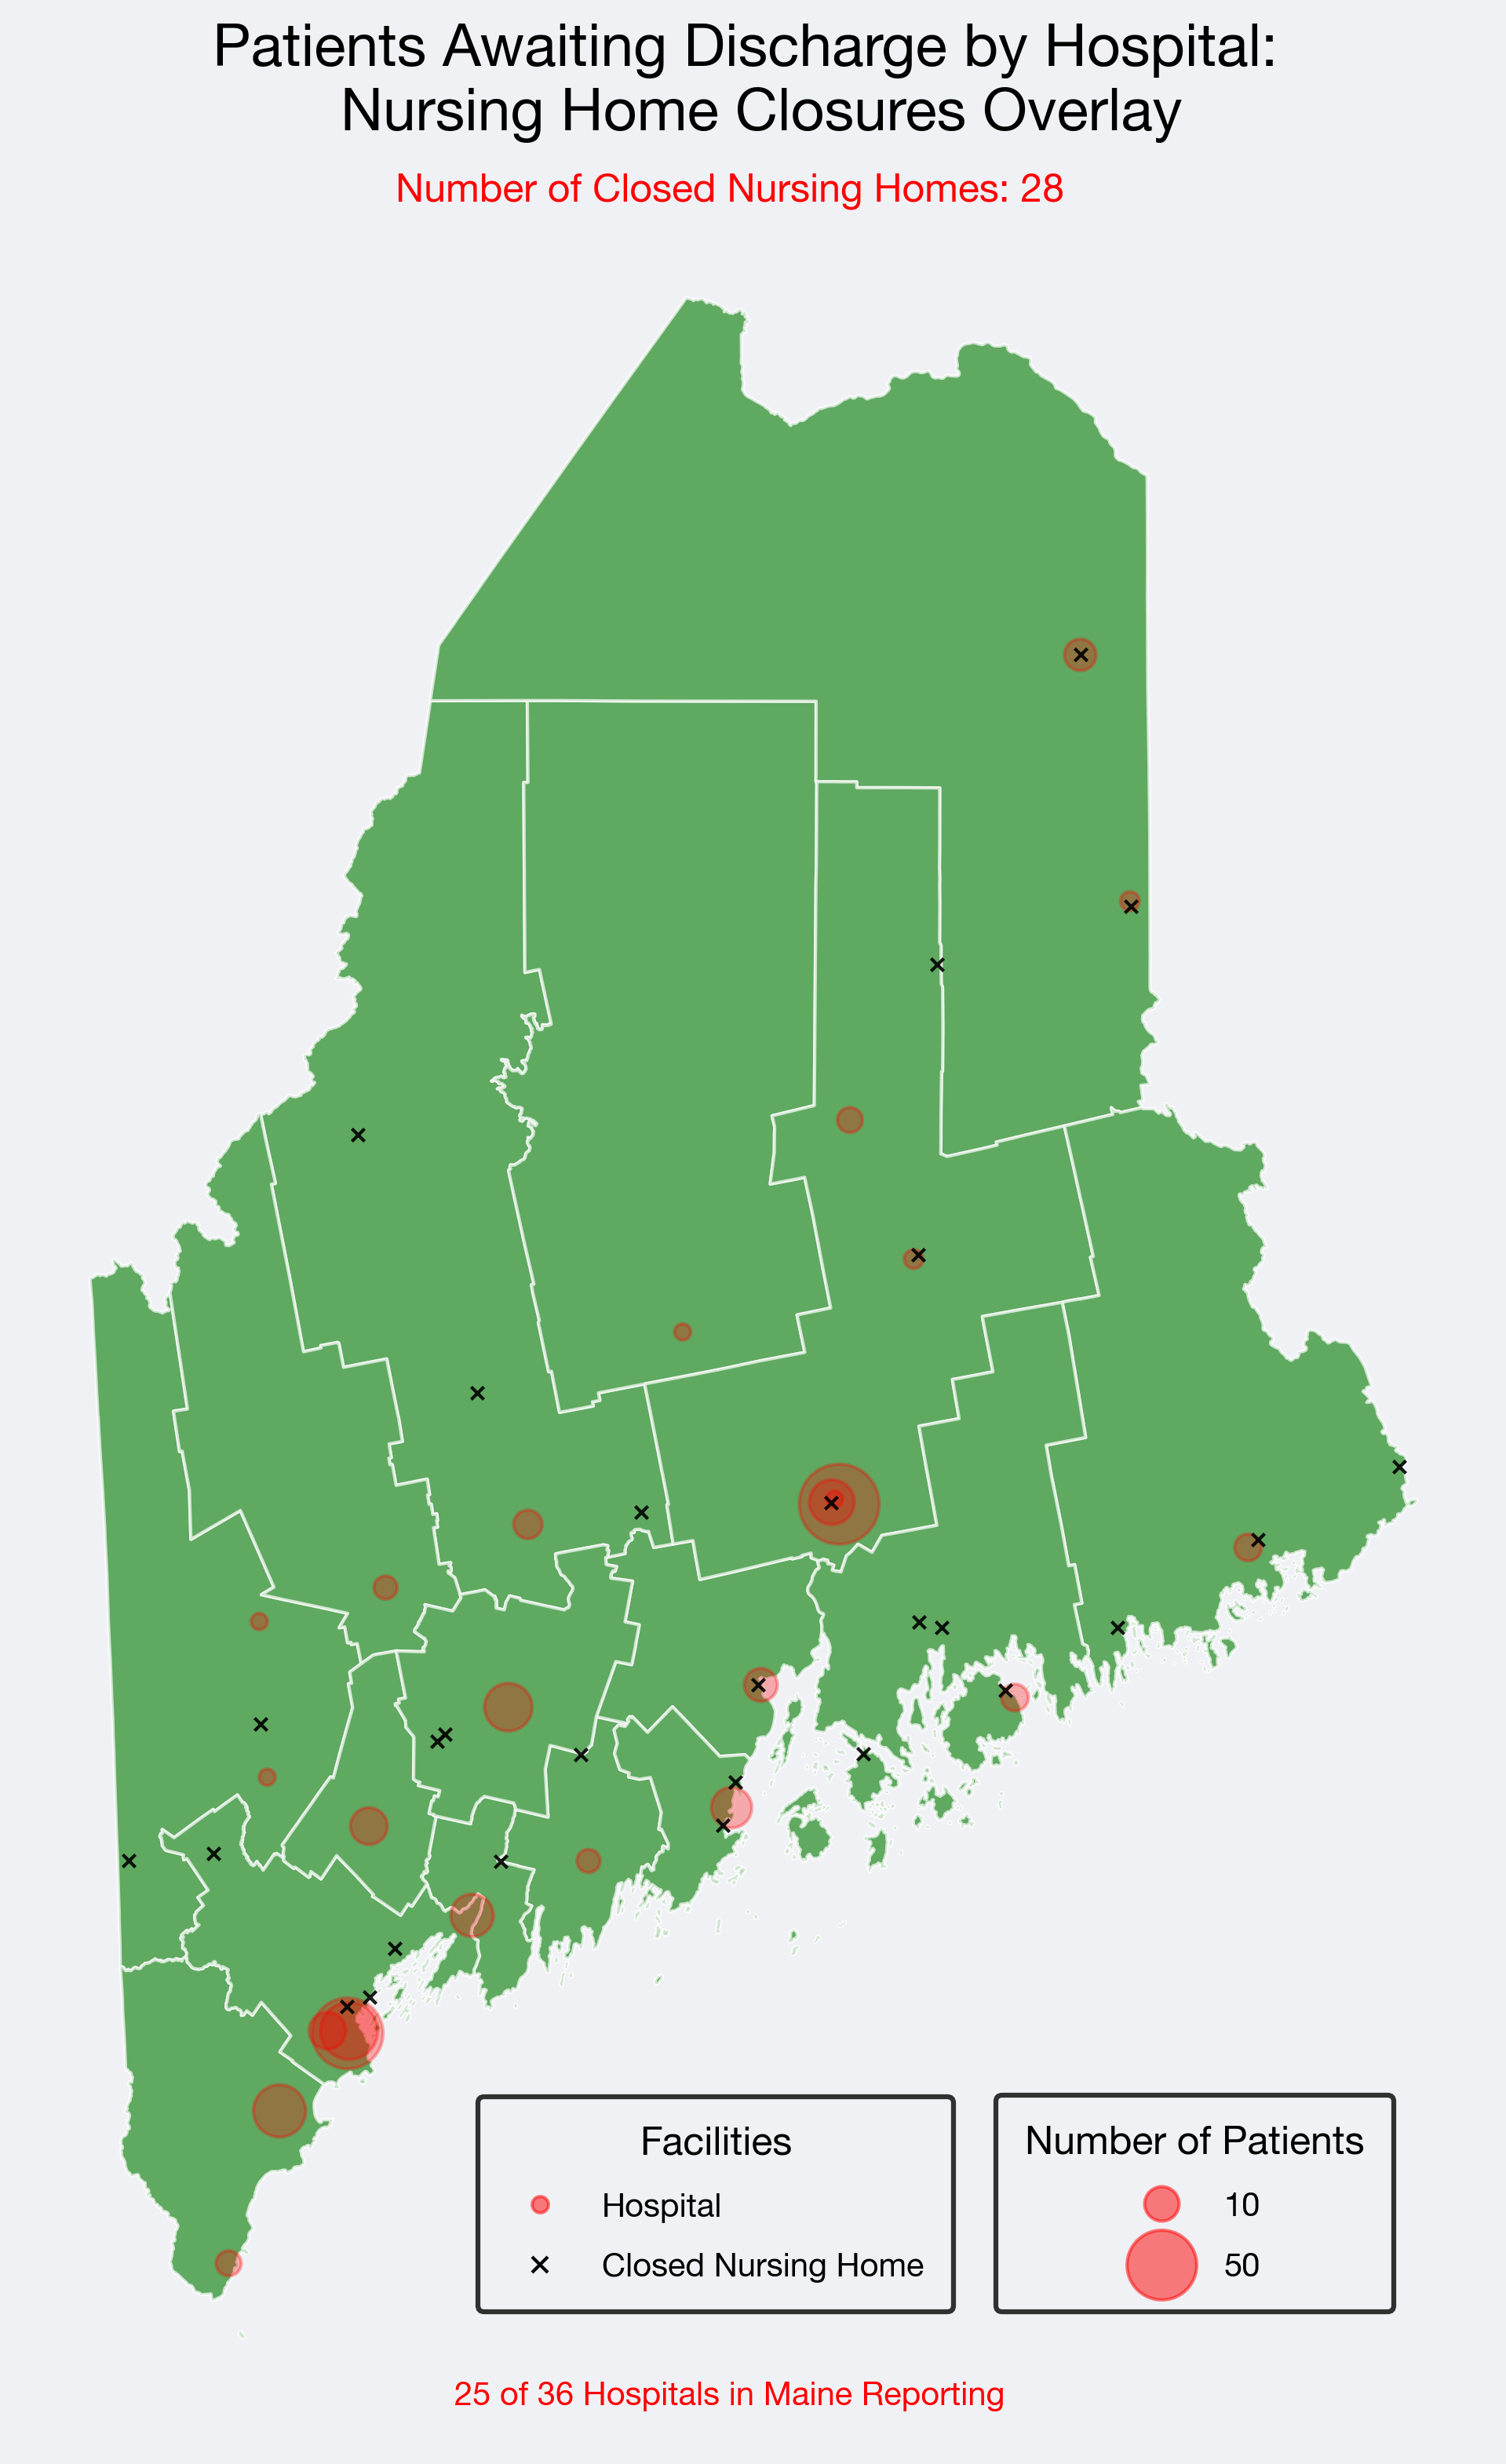 Patients Awaiting Discharge by Hospital:
Nursing Home Closures Overlay
Number of Closed Nursing Homes: 28
Facilities
Hospital
Closed Nursing Home
Number of Patients
10
50
25 of 36 Hospitals in Maine Reporting